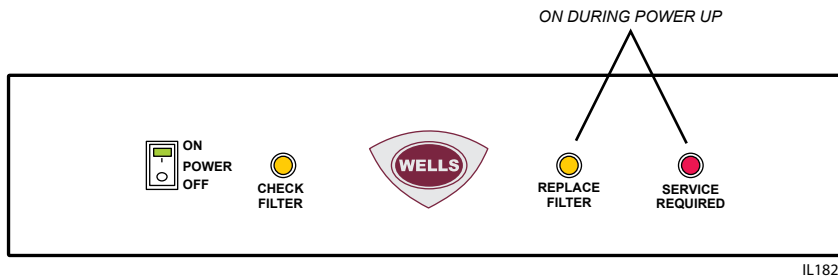 ON DURING POWER UP
ON
POWER
OFF
CHECK
FILTER
WELLS
REPLACE
FILTER
SERVICE
REQUIRED
IL182